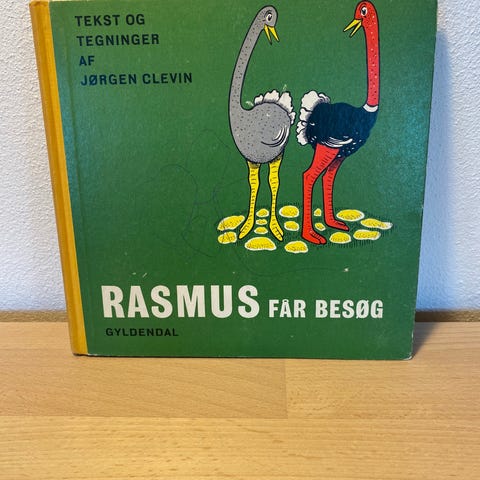 TEKST OG
TEGNINGER
AF
JØRGEN CLEVIN
RASMUS FÅR BESØG
GYLDENDAL